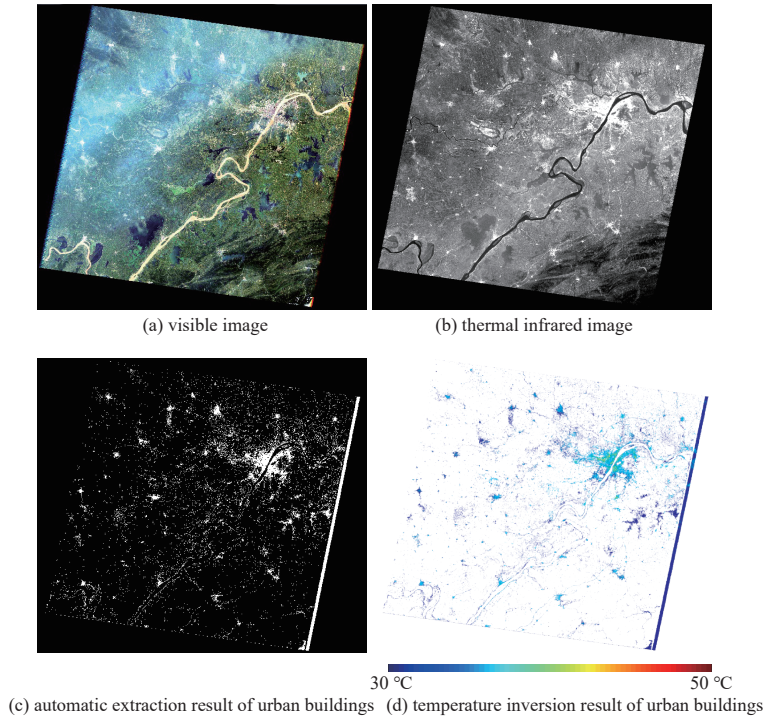 (a) visible image
(b) thermal infrared image
30 °C
50 °C
(c) automatic extraction result of urban buildings
(d) temperature inversion result of urban buildings